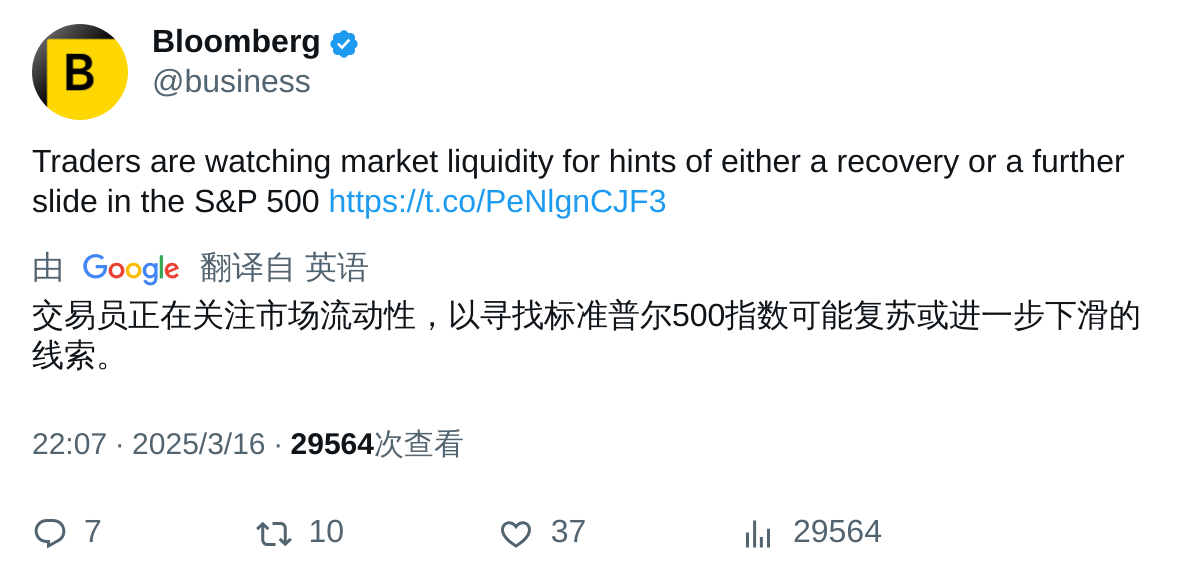 Bloomberg
@business
Traders are watching market liquidity for hints of either a recovery or a further
slide in the S&P 500 https://t.co/PeNlgnCJF3
由 Google 翻译自 英语
交易员正在关注市场流动性，以寻找标准普尔500指数可能复苏或进一步下滑的
线索。
22:07 · 2025/3/16 · 29564次查看
7 10 37 29564